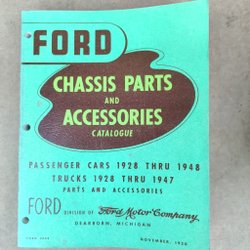 FORD
CHASSIS PARTS
AND
ACCESSORIES
CATALOGUE
PASSENGER CARS 1928 THRU 1948
TRUCKS 1928 THRU 1947
PARTS AND ACCESSORIES
FORD DIVISION OF Ford Motor Company,
DEARBORN, MICHIGAN
NOVEMBER,